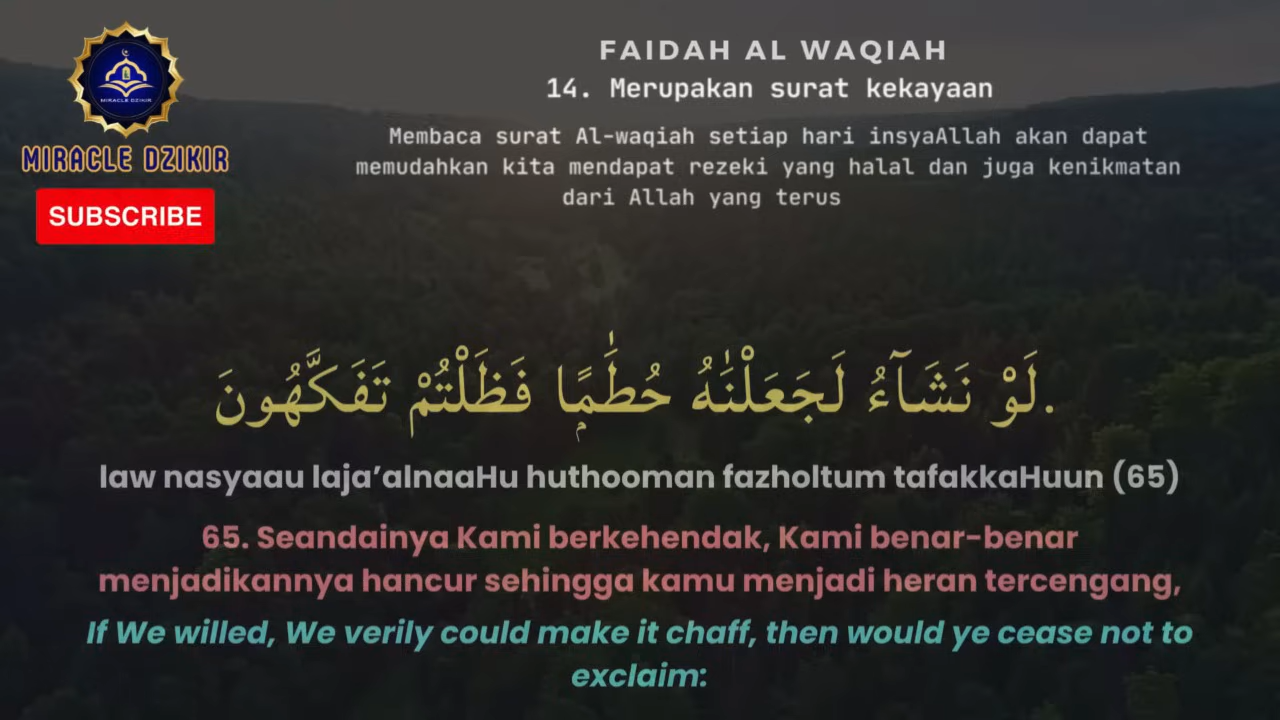 MIRACLE DZIKIR
MIRACLE DZIKIR
SUBSCRIBE
FAIDAH AL WAQIAH
14. Merupakan surat kekayaan
Membaca surat Al-waqiah setiap hari insyaAllah akan dapat
memudahkan kita mendapat rezeki yang halal dan juga kenikmatan
dari Allah yang terus
.لَوْ نَشَآءُ لَجَعَلْنَٰهُ حُطَٰمًۭا فَظَلْتُمْ تَفَكَّهُونَ
law nasyaau laja’alnaaHu huthooman fazholtum tafakkaHuun (65)
65. Seandainya Kami berkehendak, Kami benar-benar
menjadikannya hancur sehingga kamu menjadi heran tercengang,
If We willed, We verily could make it chaff, then would ye cease not to
exclaim: